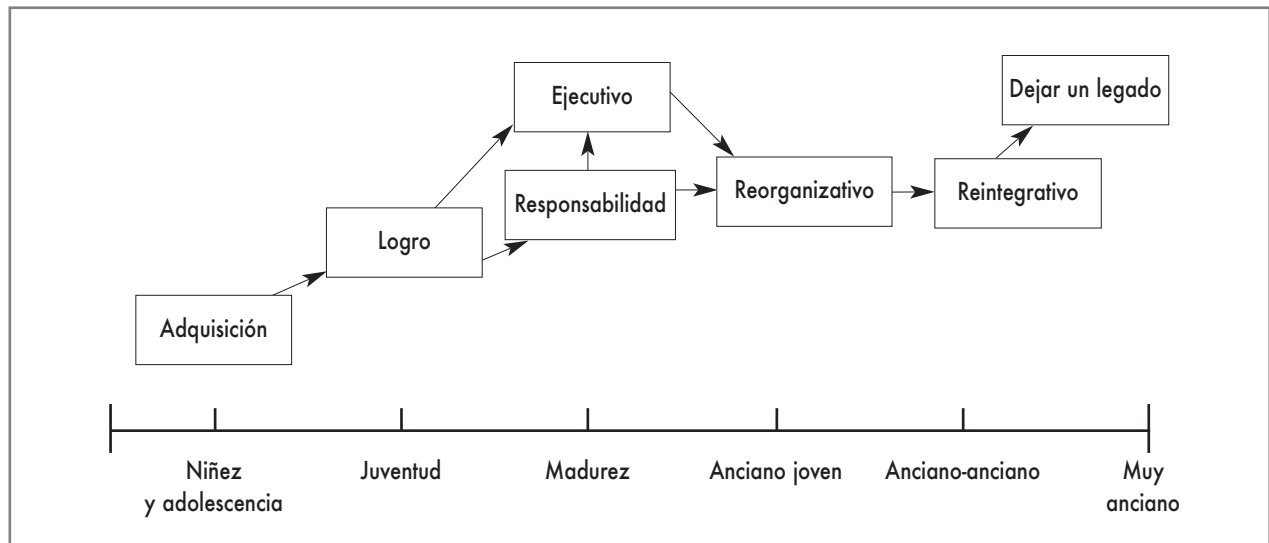 Ejecutivo
Dejar un legado
Responsabilidad
Reorganizativo
Reintegrativo
Logro
Adquisición
Niñez
y adolescencia
Juventud
Madurez
Anciano joven
Anciano-anciano
Muy
anciano